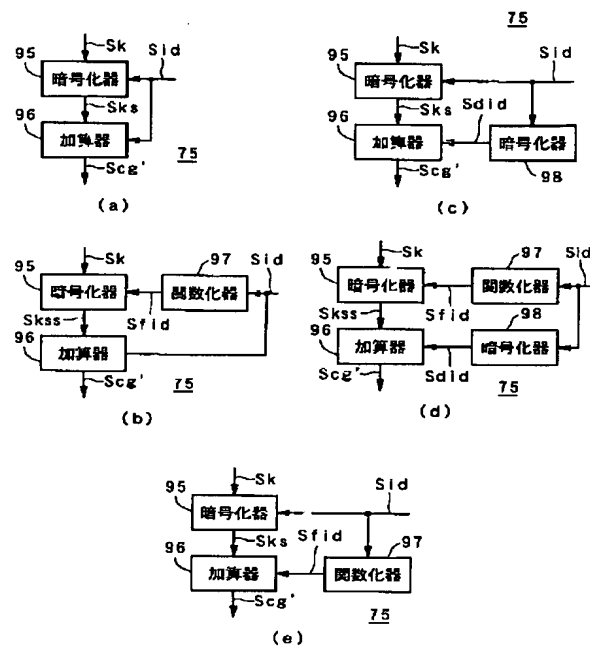 75
Sk
Sid
95
暗号化器
Sks
96
加算器
Scg'
75
(a)
Sk
Sid
95
暗号化器
Sks
Sdid
96
加算器
暗号化器
98
Scg'
(c)
Sk
97
Sid
95
暗号化器
関数化器
Skss
Sfid
96
加算器
Scg'
75
(b)
Sk
97
Sid
95
暗号化器
関数化器
Skss
Sfid
98
96
加算器
暗号化器
Scg'
Sdid
75
(d)
Sk
Sid
95
暗号化器
Sks
Sfid
97
96
加算器
関数化器
Scg'
75
(e)